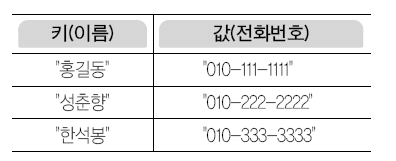 키(이름) 값(전화번호)
"홍길동" "010-111-1111"
"성춘향" "010-222-2222"
"한석봉" "010-333-3333"